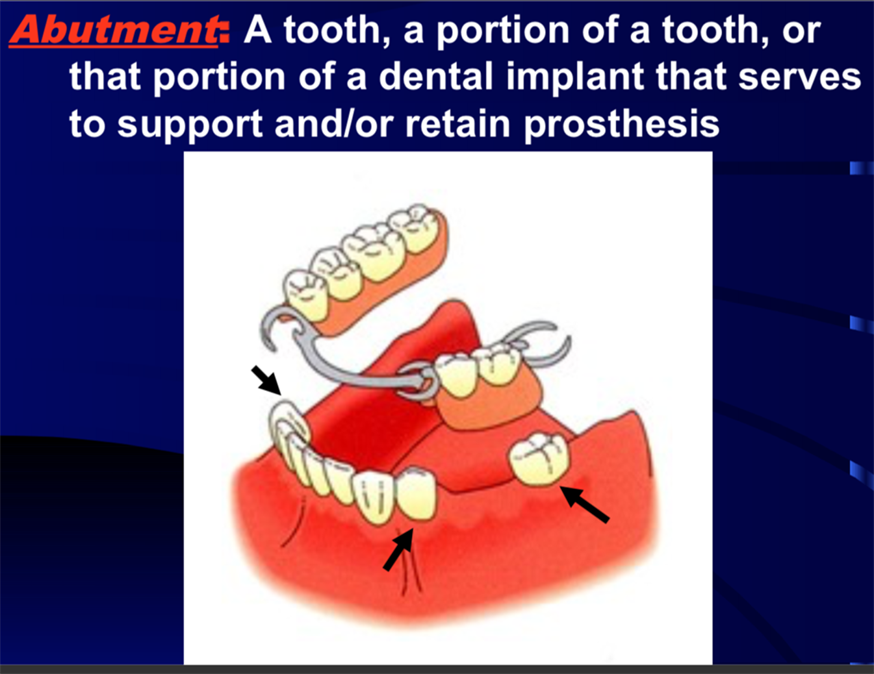 Abutment: A tooth, a portion of a tooth, or
that portion of a dental implant that serves
to support and/or retain prosthesis